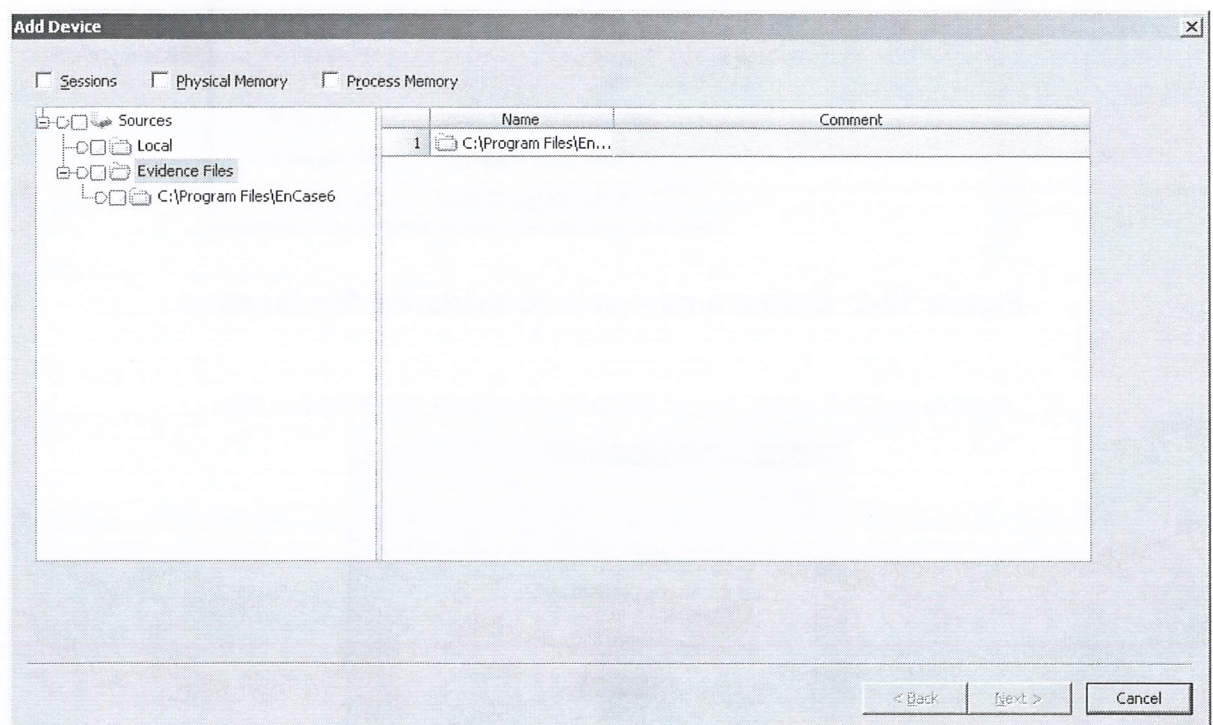 Add Device
Sessions Physical Memory Process Memory
Sources
Local
Evidence Files
C:\Program Files\EnCase6
Name Comment
1 C:\Program Files\En...
< Back Next > Cancel